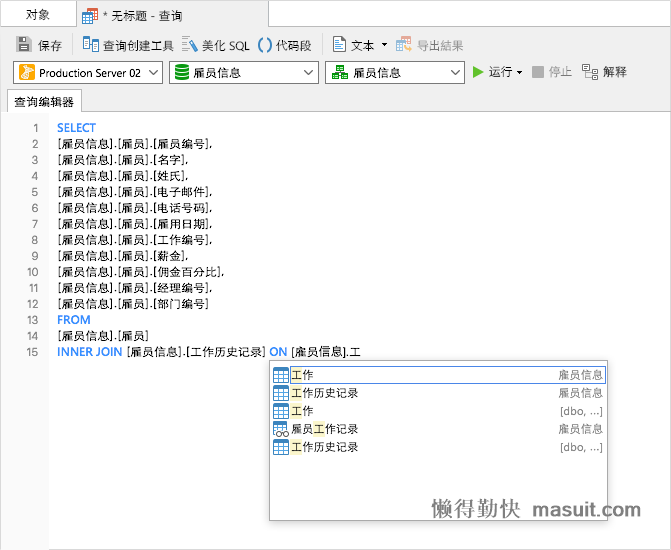 对象
* 无标题 - 查询
保存 查询创建工具 美化 SQL 代码段 文本 导出結果
Production Server 02 雇员信息 雇员信息 运行 停止 解释
查询编辑器
1 SELECT
2 [雇员信息].[雇员].[雇员编号],
3 [雇员信息].[雇员].[名字],
4 [雇员信息].[雇员].[姓氏],
5 [雇员信息].[雇员].[电子邮件],
6 [雇员信息].[雇员].[电话号码],
7 [雇员信息].[雇员].[雇用日期],
8 [雇员信息].[雇员].[工作编号],
9 [雇员信息].[雇员].[薪金],
10 [雇员信息].[雇员].[佣金百分比],
11 [雇员信息].[雇员].[经理编号],
12 [雇员信息].[雇员].[部门编号]
13 FROM
14 [雇员信息].[雇员]
15 INNER JOIN [雇员信息].[工作历史记录] ON [雇员信息].工
工作 雇员信息
工作历史记录 雇员信息
工作 [dbo, ...]
雇员工作记录 雇员信息
工作历史记录 [dbo, ...]
懒得勤快 masuit.com